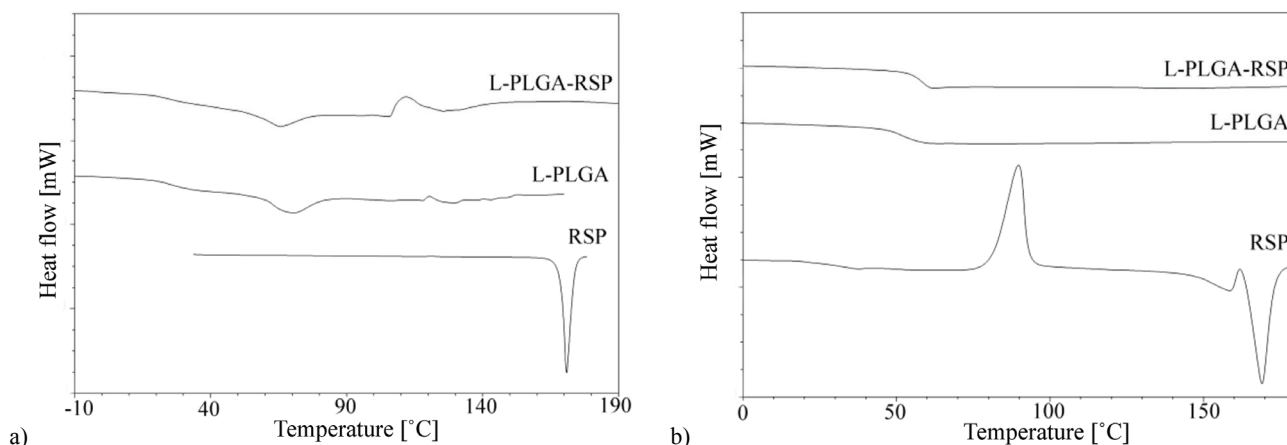 Heat flow [mW]
L-PLGA-RSP
L-PLGA
RSP
-10 40 90 140 190
Temperature [˚C]
a)
Heat flow [mW]
L-PLGA-RSP
L-PLGA
RSP
0 50 100 150
Temperature [˚C]
b)